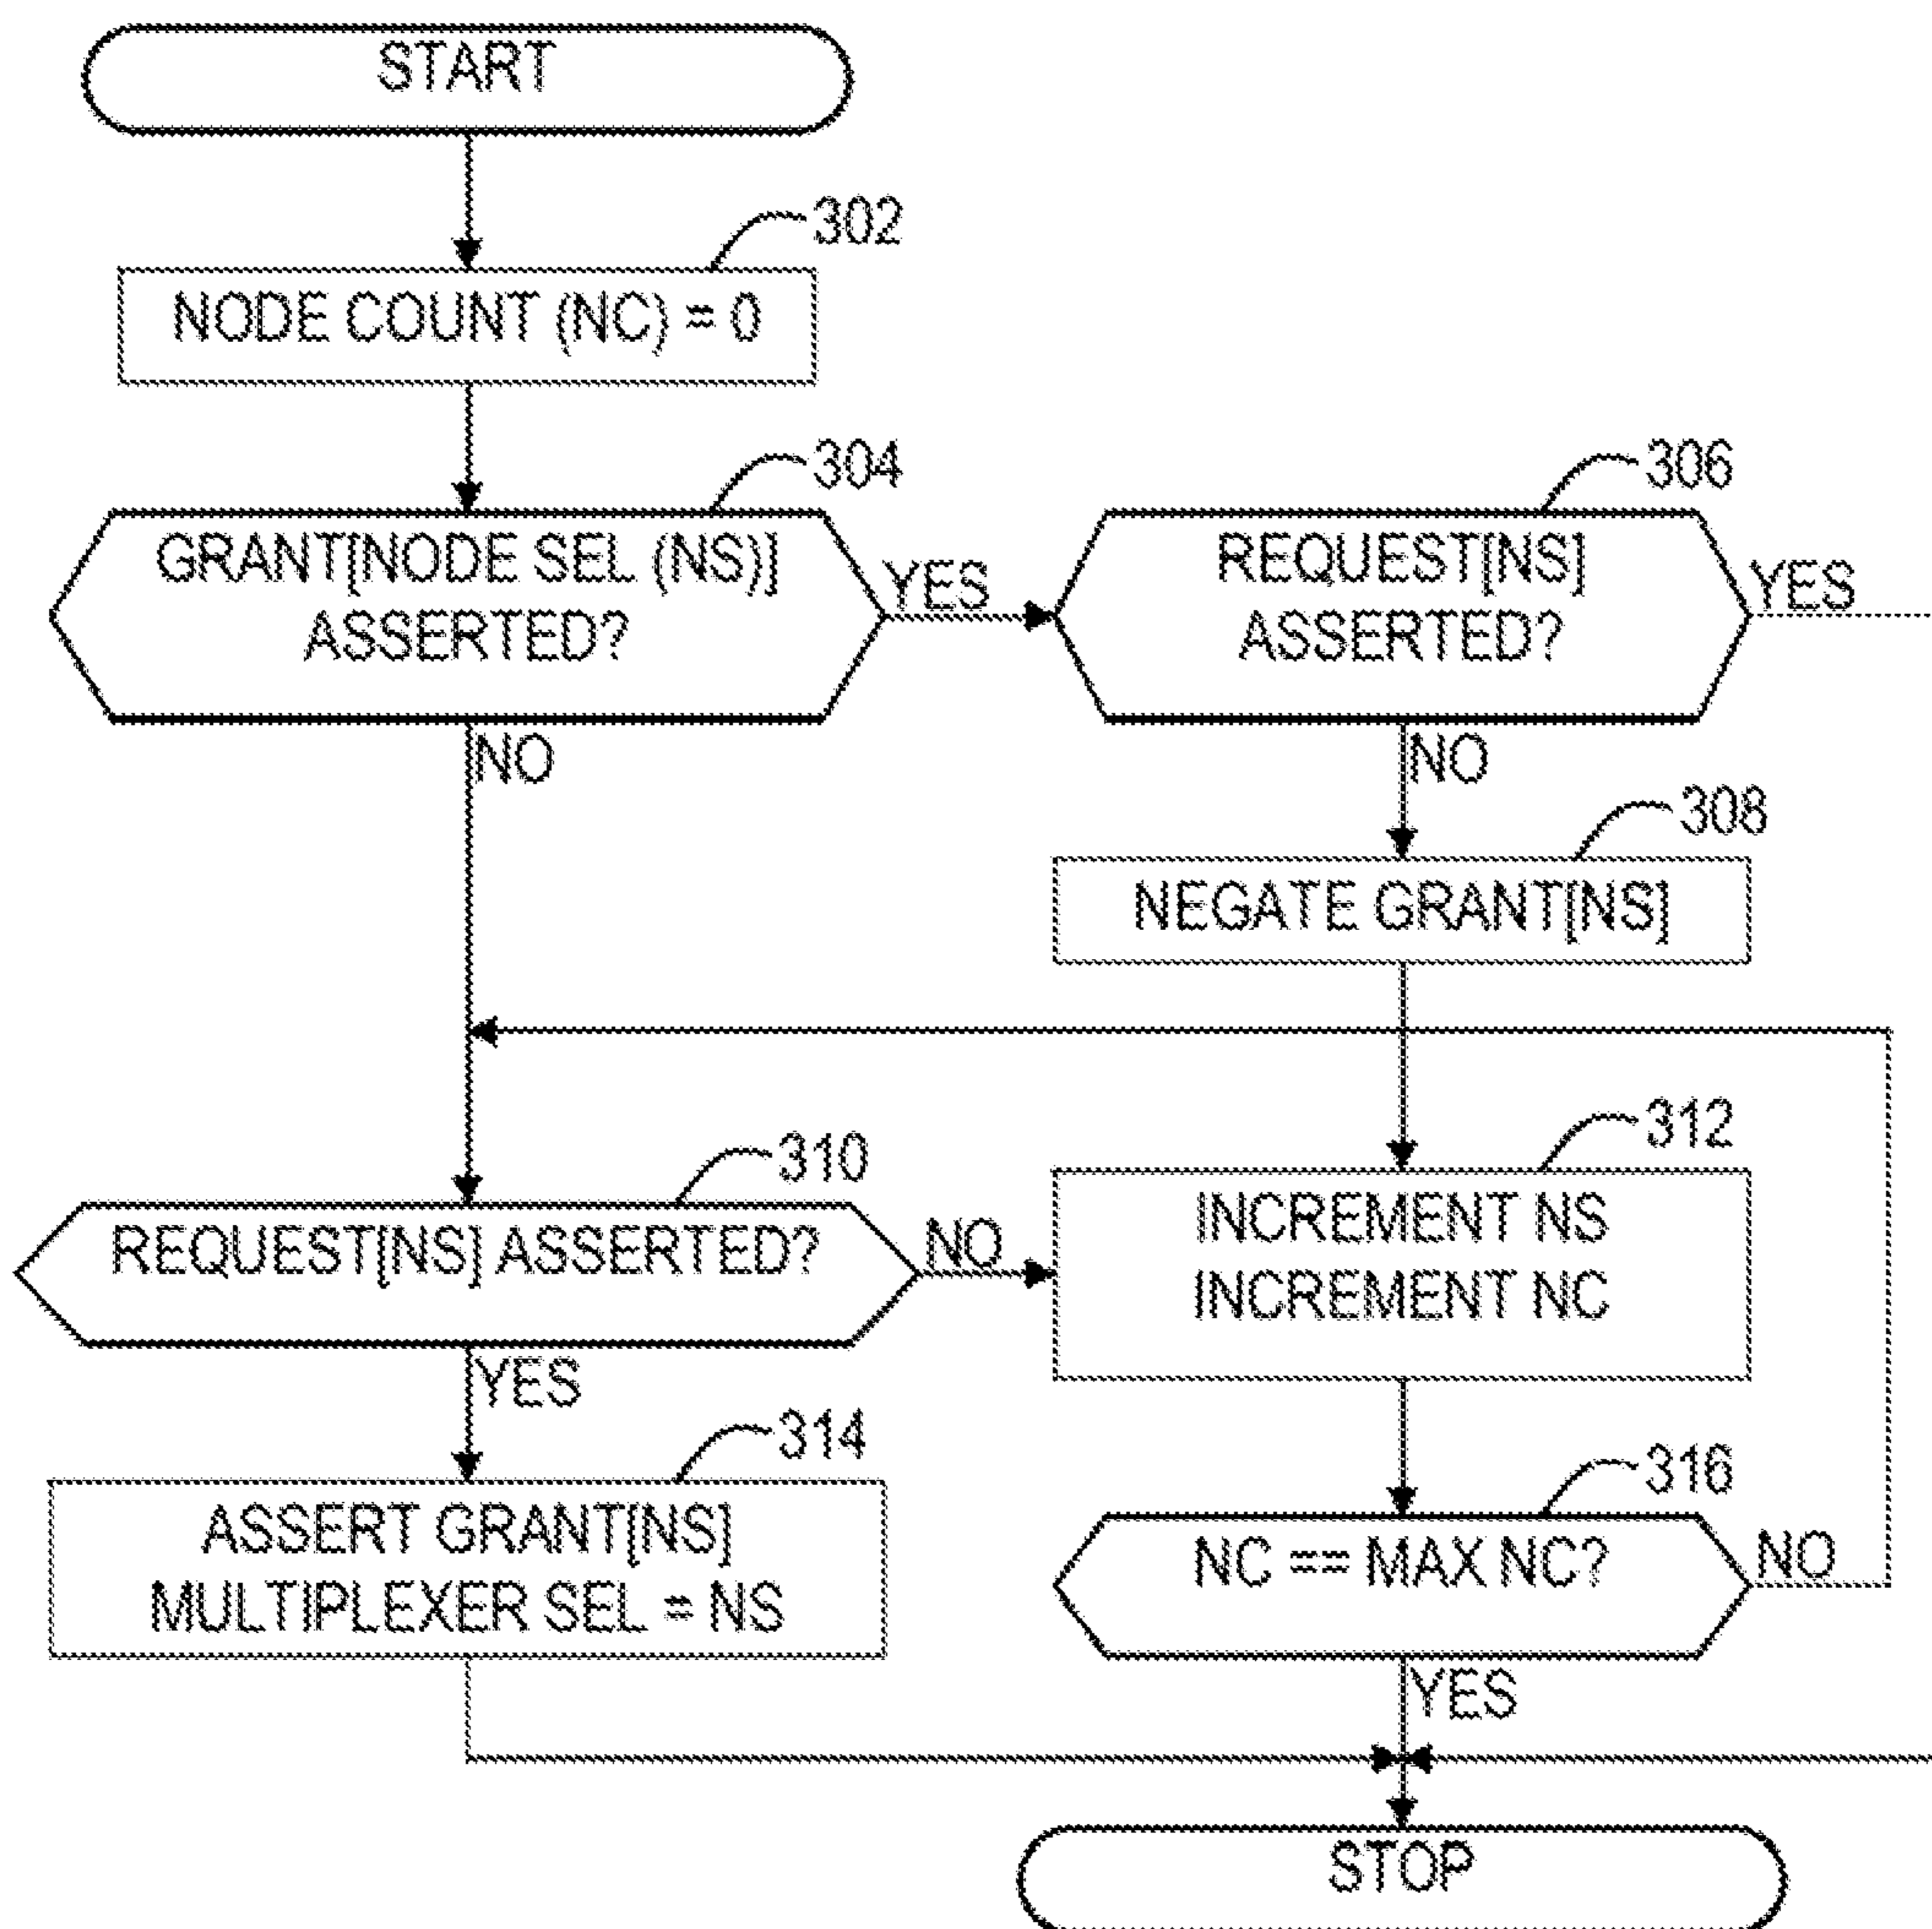 START
302
NODE COUNT (NC) = 0
304
306
GRANT[NODE SEL (NS)]
ASSERTED?
YES
REQUEST[NS]
ASSERTED?
YES
NO
NO
308
NEGATE GRANT[NS]
310
312
REQUEST[NS] ASSERTED?
NO
INCREMENT NS
INCREMENT NC
YES
314
316
ASSERT GRANT[NS]
MULTIPLEXER SEL = NS
NC == MAX NC?
NO
YES
STOP